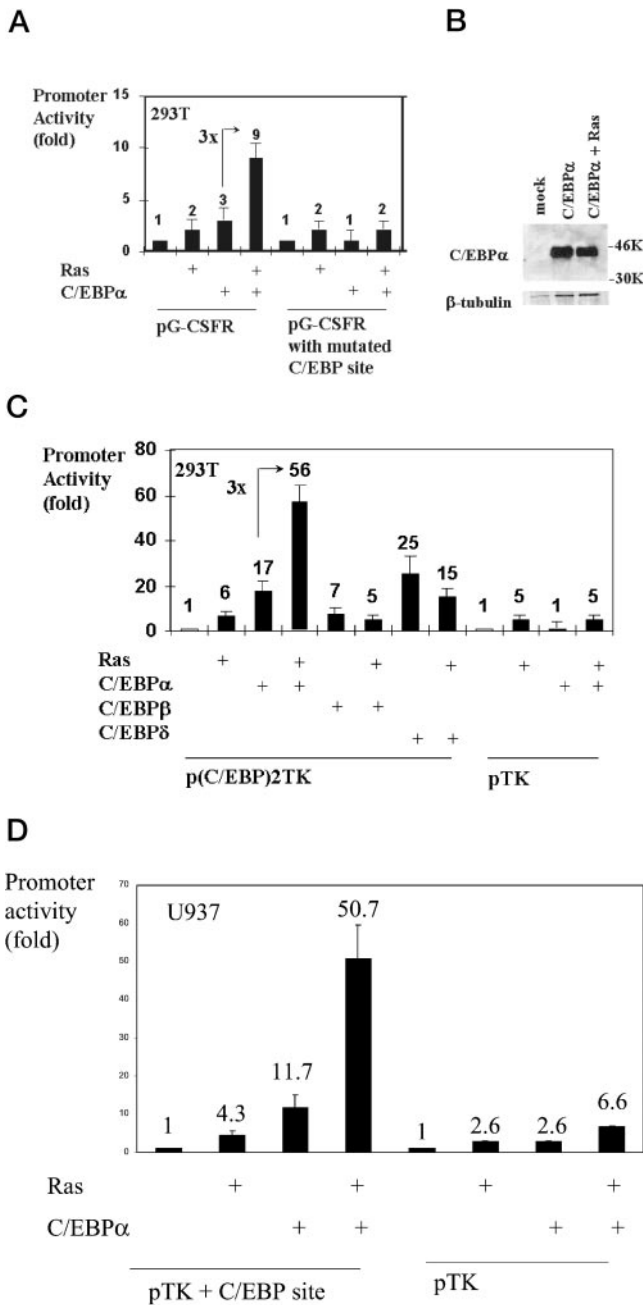 A
Promoter
Activity
(fold)
15
10
5
0
293T
3x
1 2 3 9 1 2 1 2
Ras + + + +
C/EBPα + + + +
pG-CSFR
pG-CSFR
with mutated
C/EBP site
B
mock
C/EBPα
C/EBPα + Ras
C/EBPα
-46K
-30K
β-tubulin
C
Promoter
Activity
(fold)
80
60
40
20
0
293T
3x
1 6 17 56 7 5 25 15 1 5 1 5
Ras + + + + + +
C/EBPα + + + +
C/EBPβ + +
C/EBPδ + +
p(C/EBP)2TK
pTK
D
Promoter
activity
(fold)
70
60
50
40
30
20
10
0
U937
1 4.3 11.7 50.7 1 2.6 2.6 6.6
Ras + + + +
C/EBPα + + + +
pTK + C/EBP site
pTK